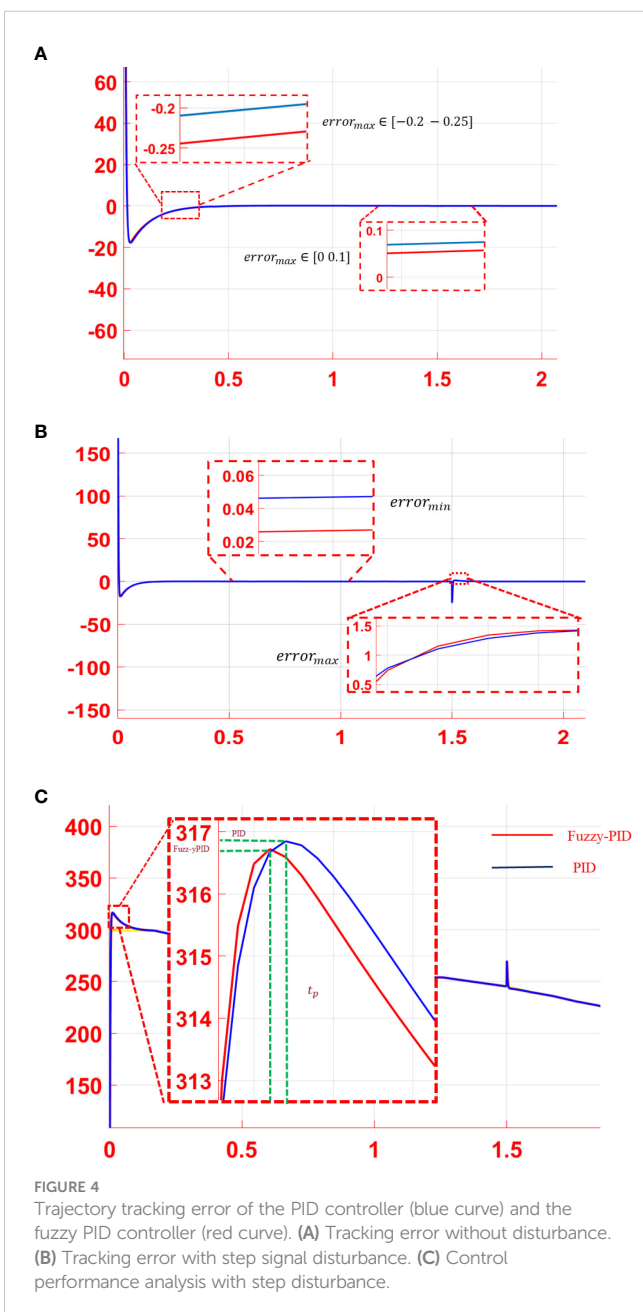 A
60
40
20
0
-20
-40
-60
-0.2
-0.25
error_max ∈ [−0.2 − 0.25]
error_max ∈ [0 0.1]
0.1
0
0 0.5 1 1.5 2
B
150
100
50
0
-50
-100
-150
0.06
0.04
0.02
error_min
error_max
1.5
1
0.5
0 0.5 1 1.5 2
C
400
350
300
250
200
150
317
316
315
314
313
PID
Fuzz-yPID
t_p
Fuzzy-PID
PID
0 0.5 1 1.5
FIGURE 4
Trajectory tracking error of the PID controller (blue curve) and the
fuzzy PID controller (red curve). (A) Tracking error without disturbance.
(B) Tracking error with step signal disturbance. (C) Control
performance analysis with step disturbance.